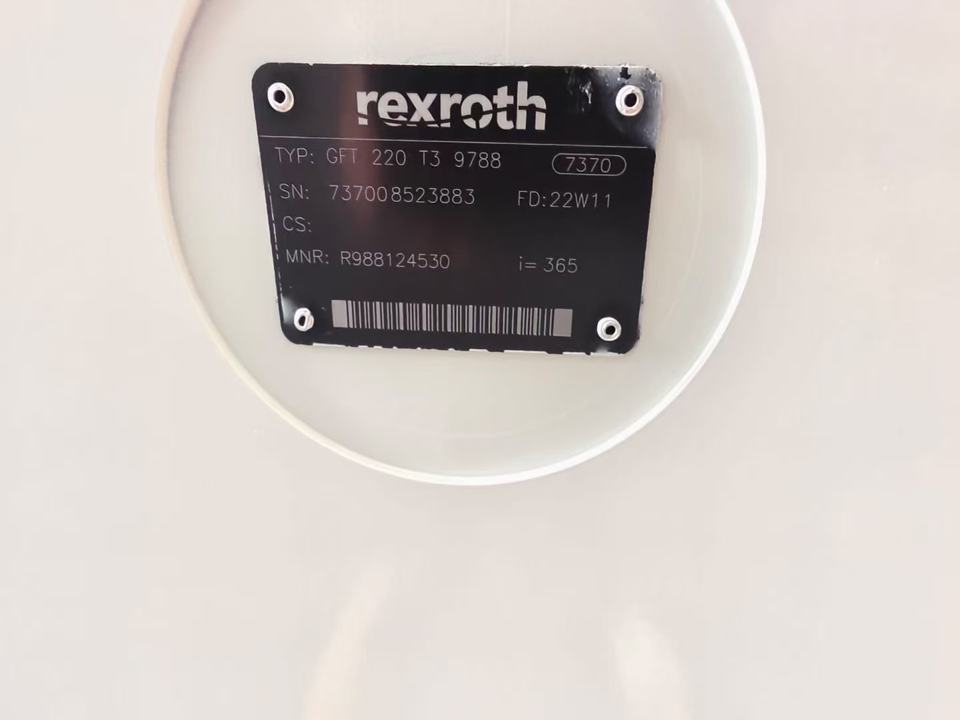 rexroth
TYP: GFT 220 T3 9788 7370
SN: 737008523883 FD:22W11
CS:
MNR: R988124530 i= 365